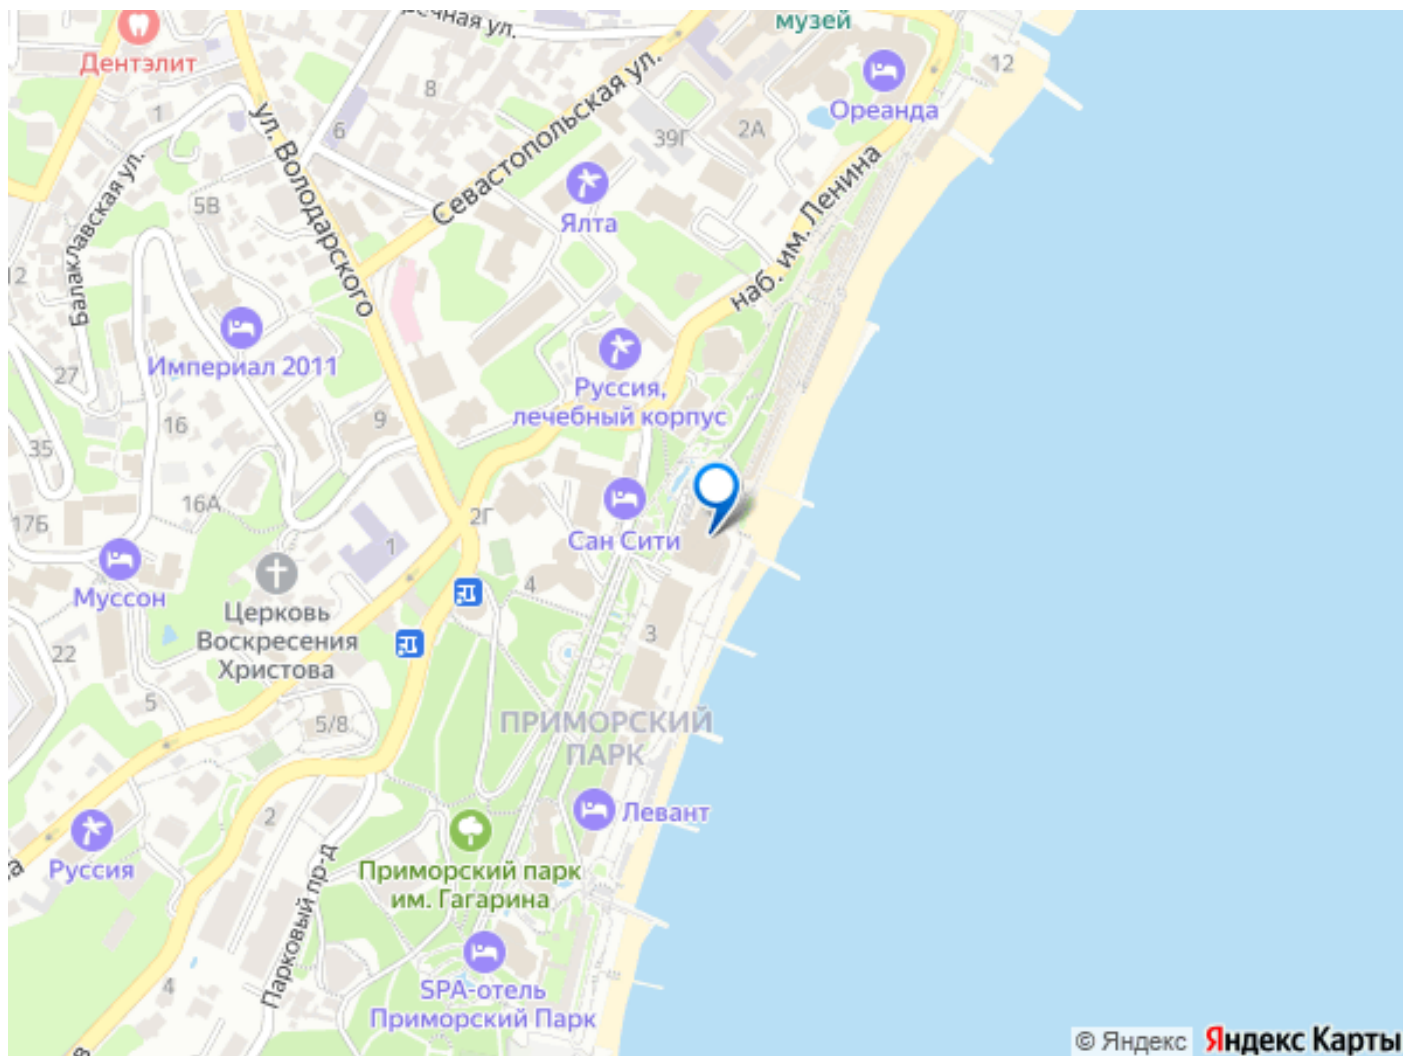 музей
Дентэлит
12
8
Ореанда
1
ул. Володарского
Севастопольская ул.
6
39Г
2А
Балаклавская ул.
5В
Ялта
наб. им. Ленина
12
Империал 2011
27
Руссия,
лечебный корпус
9
16
35
16А
17Б
2Г
Сан Сити
1
Муссон
4
Церковь
Воскресения
Христова
3
22
5
5/8
ПРИМОРСКИЙ
ПАРК
2
Левант
Руссия
Приморский парк
им. Гагарина
Парковый пр-д
4
SPA-отель
Приморский Парк
© Яндекс
Яндекс Карты